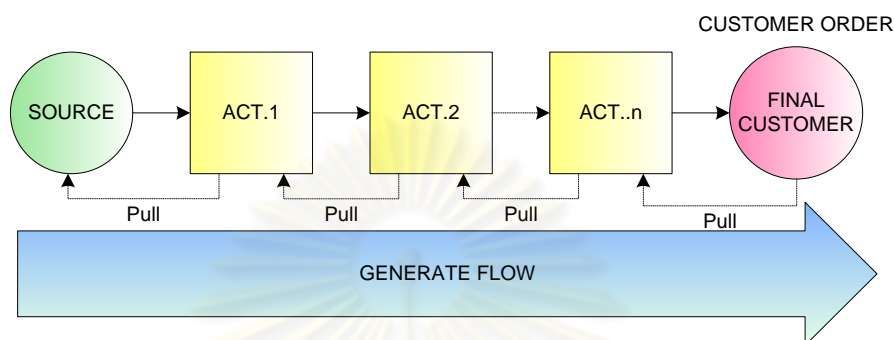 CUSTOMER ORDER
SOURCE
ACT.1
ACT.2
ACT..n
FINAL
CUSTOMER
Pull
Pull
Pull
Pull
GENERATE FLOW